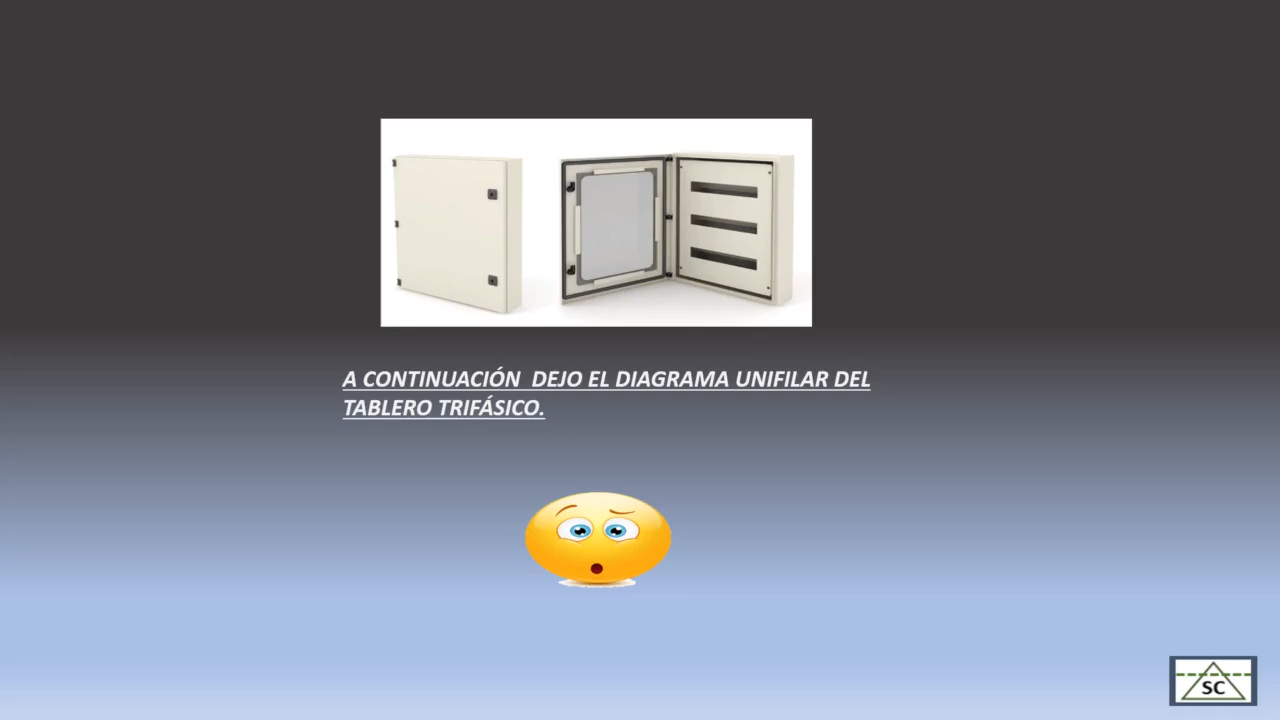 A CONTINUACIÓN  DEJO EL DIAGRAMA UNIFILAR DEL
TABLERO TRIFÁSICO.
SC